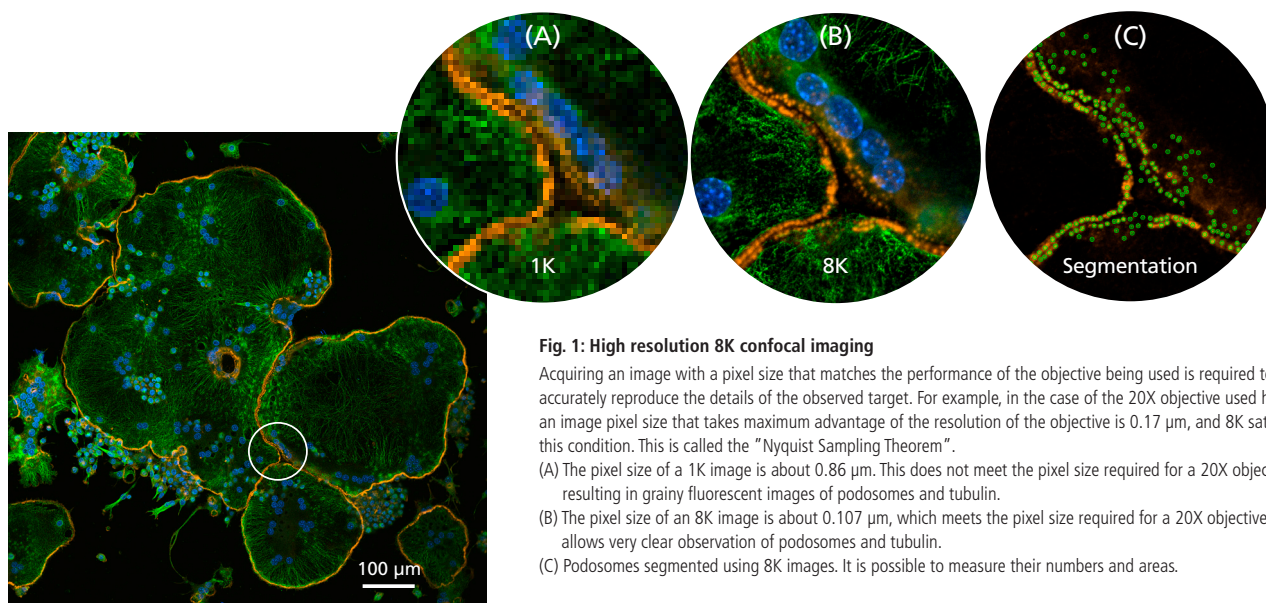 (A)
(B)
(C)
1K
8K
Segmentation
100 µm
Fig. 1: High resolution 8K confocal imaging
Acquiring an image with a pixel size that matches the performance of the objective being used is required
accurately reproduce the details of the observed target. For example, in the case of the 20X objective used
an image pixel size that takes maximum advantage of the resolution of the objective is 0.17 µm, and 8K
this condition. This is called the "Nyquist Sampling Theorem".
(A) The pixel size of a 1K image is about 0.86 µm. This does not meet the pixel size required for a 20X
resulting in grainy fluorescent images of podosomes and tubulin.
(B) The pixel size of an 8K image is about 0.107 µm, which meets the pixel size required for a 20X objective
allows very clear observation of podosomes and tubulin.
(C) Podosomes segmented using 8K images. It is possible to measure their numbers and areas.